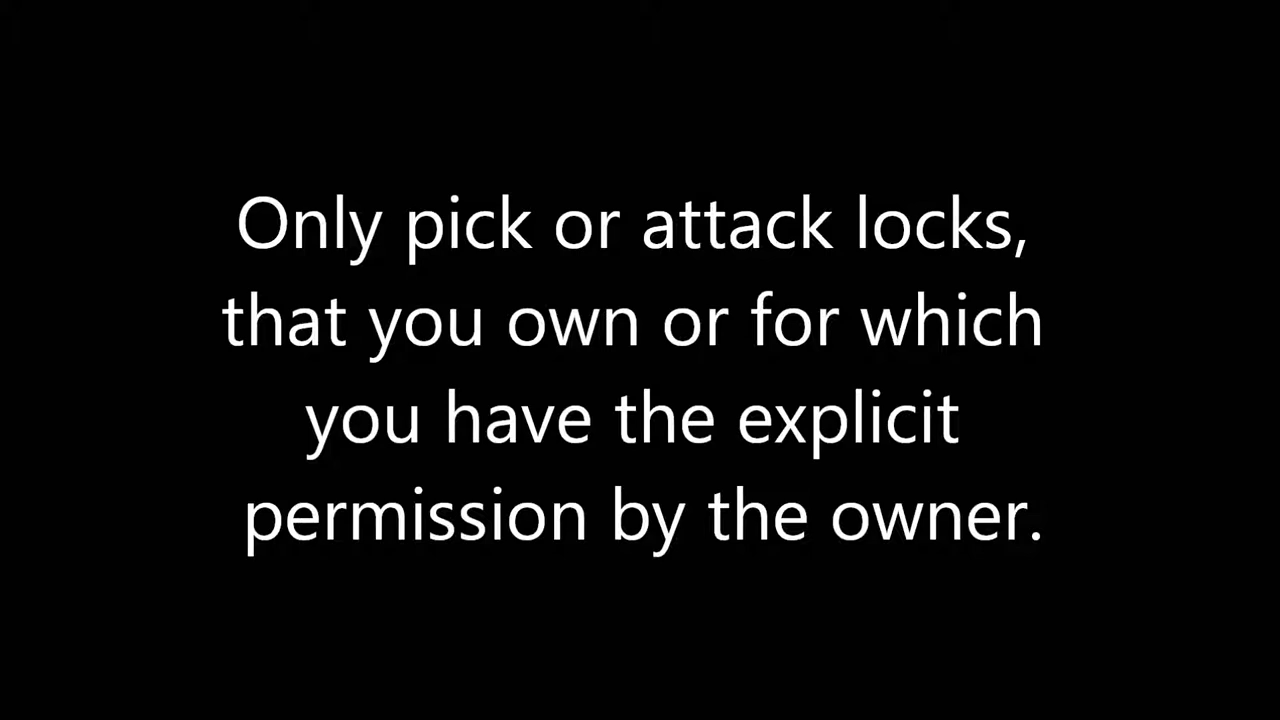 Only pick or attack locks,
that you own or for which
you have the explicit
permission by the owner.